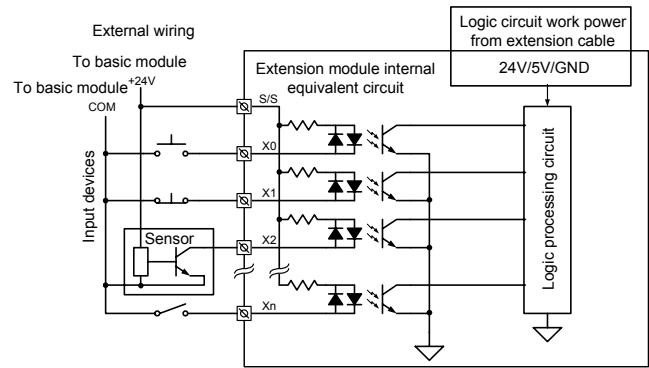 External wiring
Logic circuit work power
from extension cable
24V/5V/GND
To basic module
+24V
To basic module
COM
Extension module internal
equivalent circuit
S/S
X0
X1
Input devices
Sensor
X2
Xn
Logic processing circuit